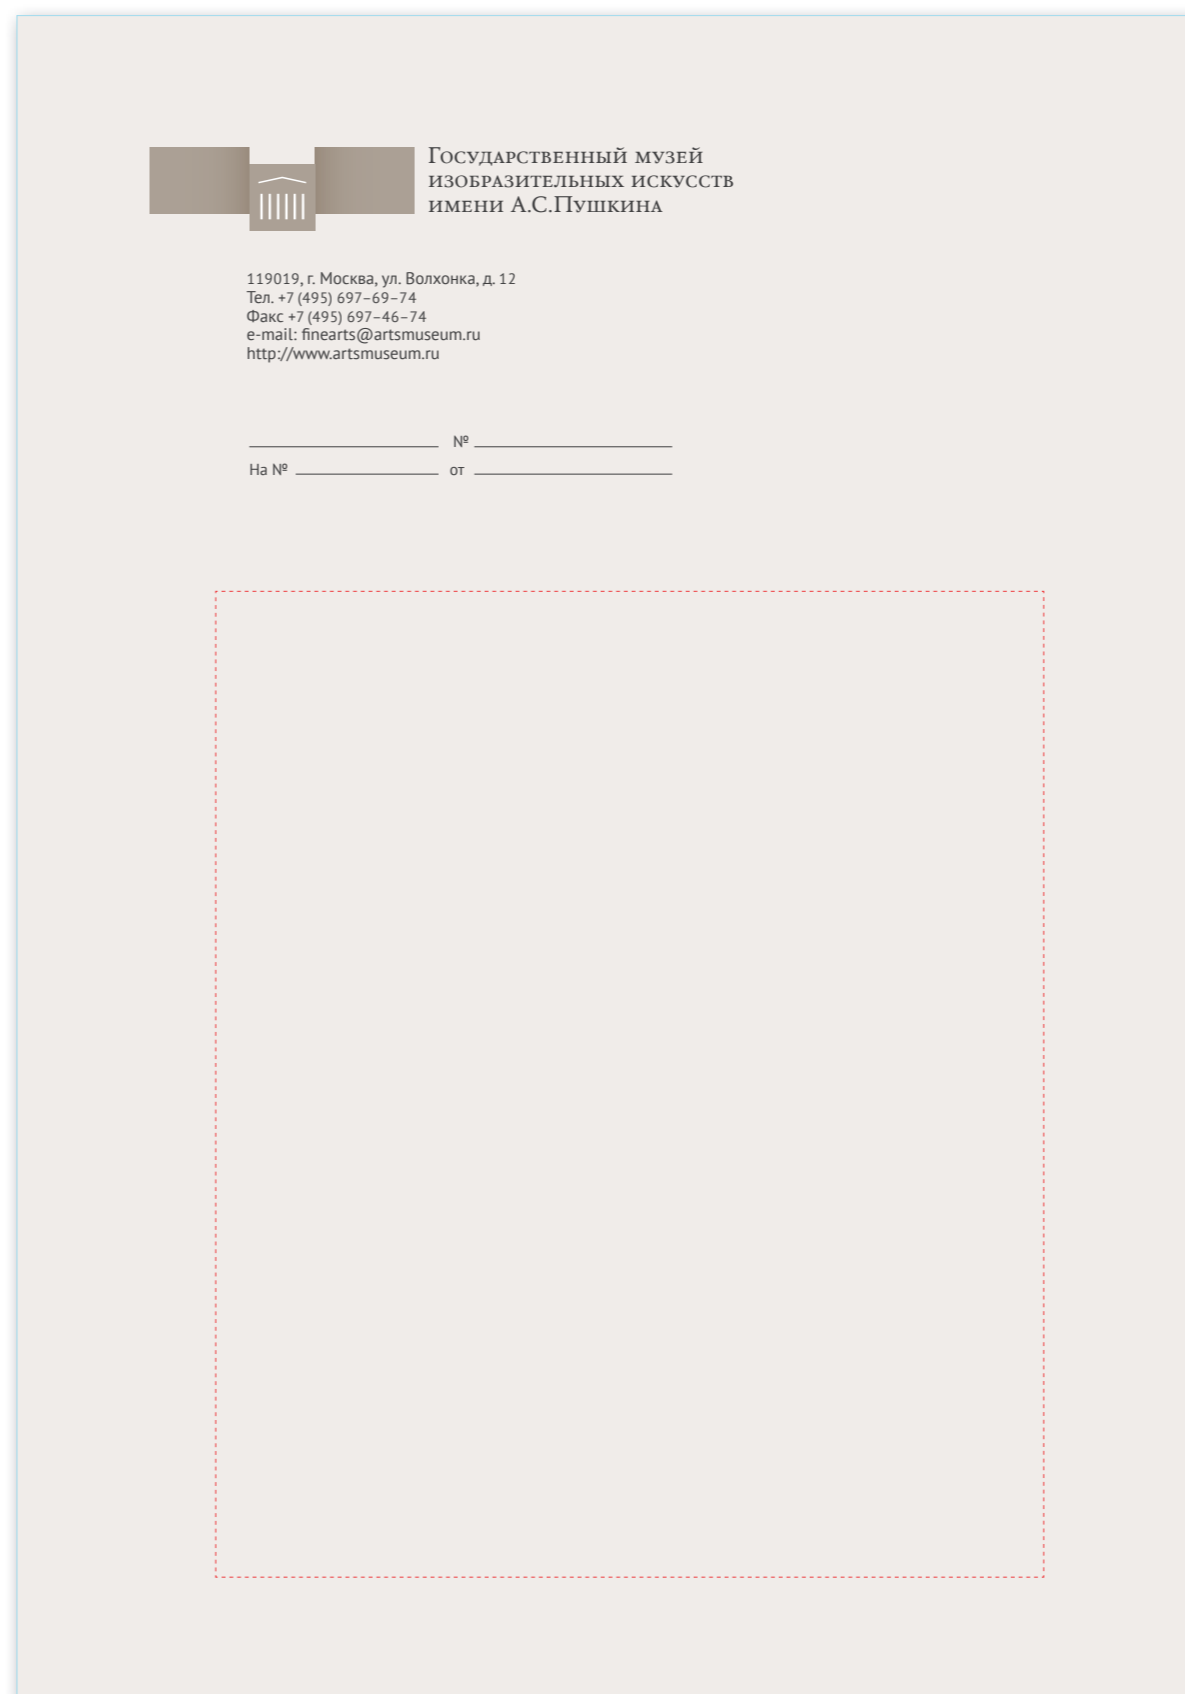 Государственный музей
изобразительных искусств
имени А.С.Пушкина
119019, г. Москва, ул. Волхонка, д. 12
Тел. +7 (495) 697–69–74
Факс +7 (495) 697–46–74
e-mail: finearts@artsmuseum.ru
http://www.artsmuseum.ru
№
На № от